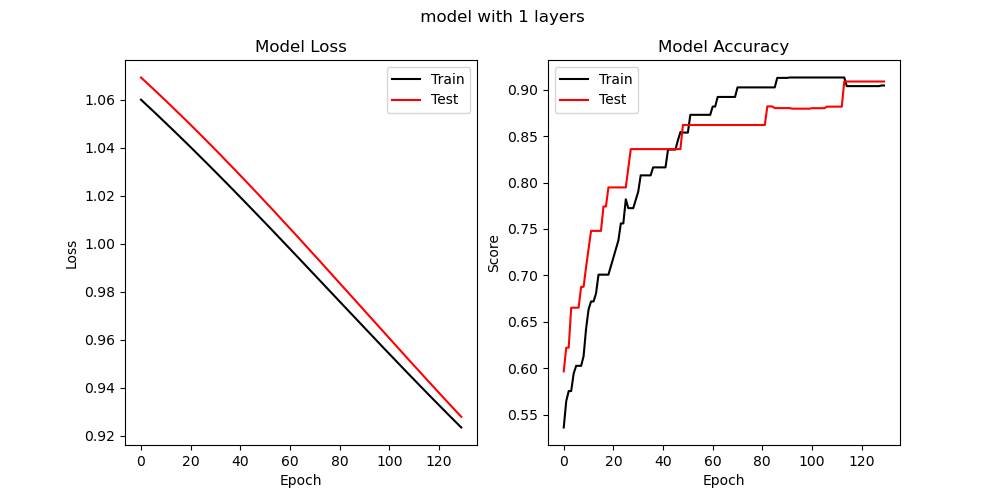 model with 1 layers
Model Loss
Train
Test
1.06
1.04
1.02
1.00
0.98
0.96
0.94
0.92
Loss
0 20 40 60 80 100 120
Epoch
Model Accuracy
Train
Test
0.90
0.85
0.80
0.75
0.70
0.65
0.60
0.55
Score
0 20 40 60 80 100 120
Epoch